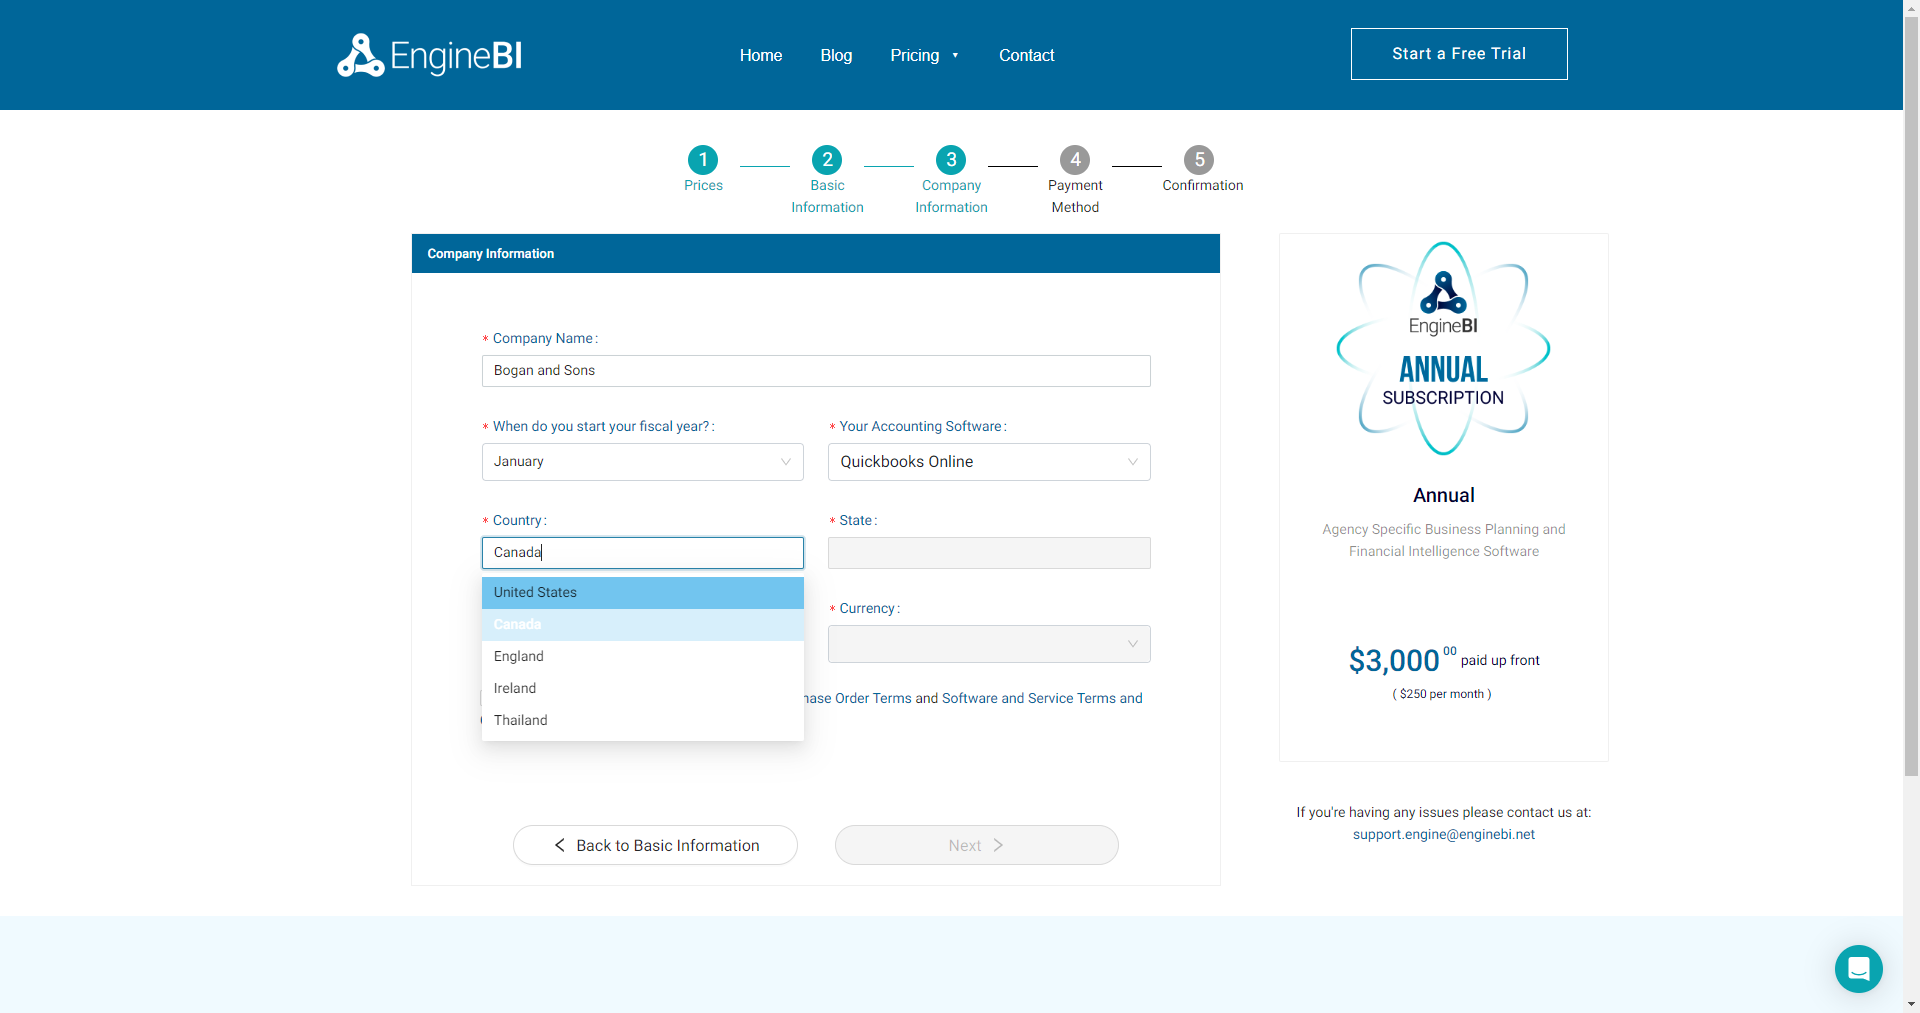 EngineBI
Home
Blog
Pricing ▾
Contact
Start a Free Trial
1
Prices
2
Basic
Information
3
Company
Information
4
Payment
Method
5
Confirmation
Company Information
* Company Name :
Bogan and Sons
* When do you start your fiscal year? :
January
* Your Accounting Software :
Quickbooks Online
* Country :
Canada
* State :
United States
Canada
England
Ireland
Thailand
* Currency :
Order Terms and Software and Service Terms and
< Back to Basic Information
Next >
EngineBI
ANNUAL
SUBSCRIPTION
Annual
Agency Specific Business Planning and
Financial Intelligence Software
$3,000 00 paid up front
( $250 per month )
If you're having any issues please contact us at:
support.engine@enginebi.net